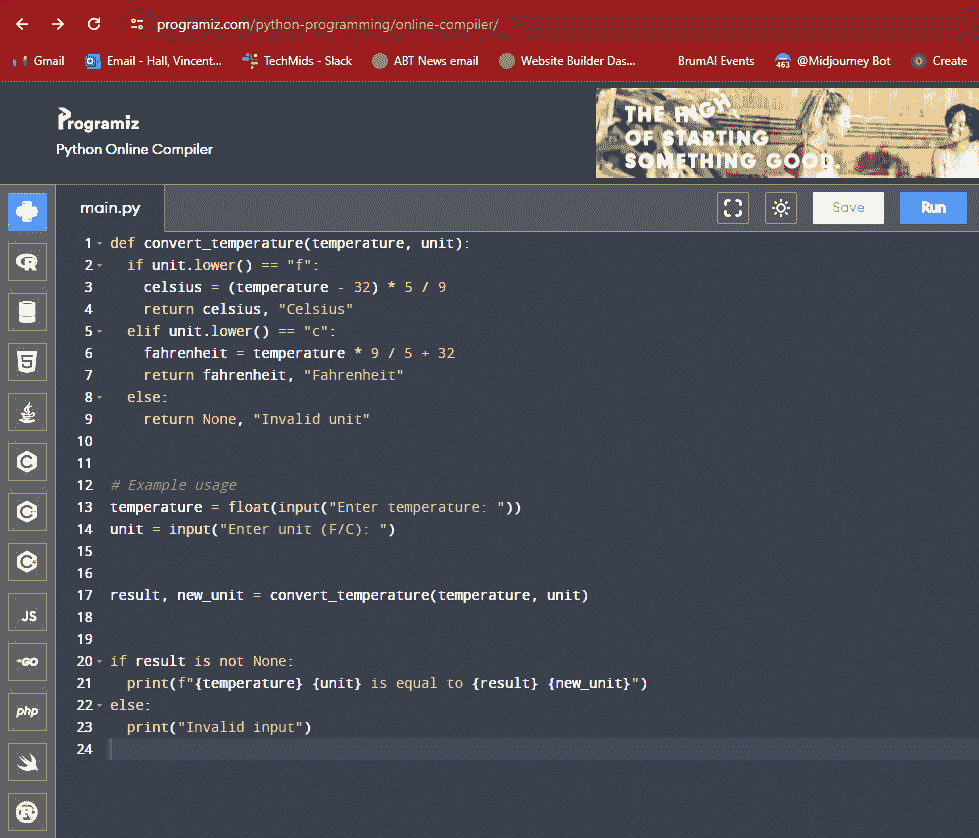 programiz.com/python-programming/online-compiler/
Gmail Email - Hall, Vincent... TechMids - Slack ABT News email Website Builder Das... BrumAI Events 463 @Midjourney Bot Create
Programiz
Python Online Compiler
THE HIGH
OF STARTING
SOMETHING GOOD.
main.py Save Run
1 def convert_temperature(temperature, unit):
2   if unit.lower() == "f":
3     celsius = (temperature - 32) * 5 / 9
4     return celsius, "Celsius"
5   elif unit.lower() == "c":
6     fahrenheit = temperature * 9 / 5 + 32
7     return fahrenheit, "Fahrenheit"
8   else:
9     return None, "Invalid unit"
10
11
12 # Example usage
13 temperature = float(input("Enter temperature: "))
14 unit = input("Enter unit (F/C): ")
15
16
17 result, new_unit = convert_temperature(temperature, unit)
18
19
20 if result is not None:
21   print(f"{temperature} {unit} is equal to {result} {new_unit}")
22 else:
23   print("Invalid input")
24
R
5
C
C
C
JS
GO
php
R